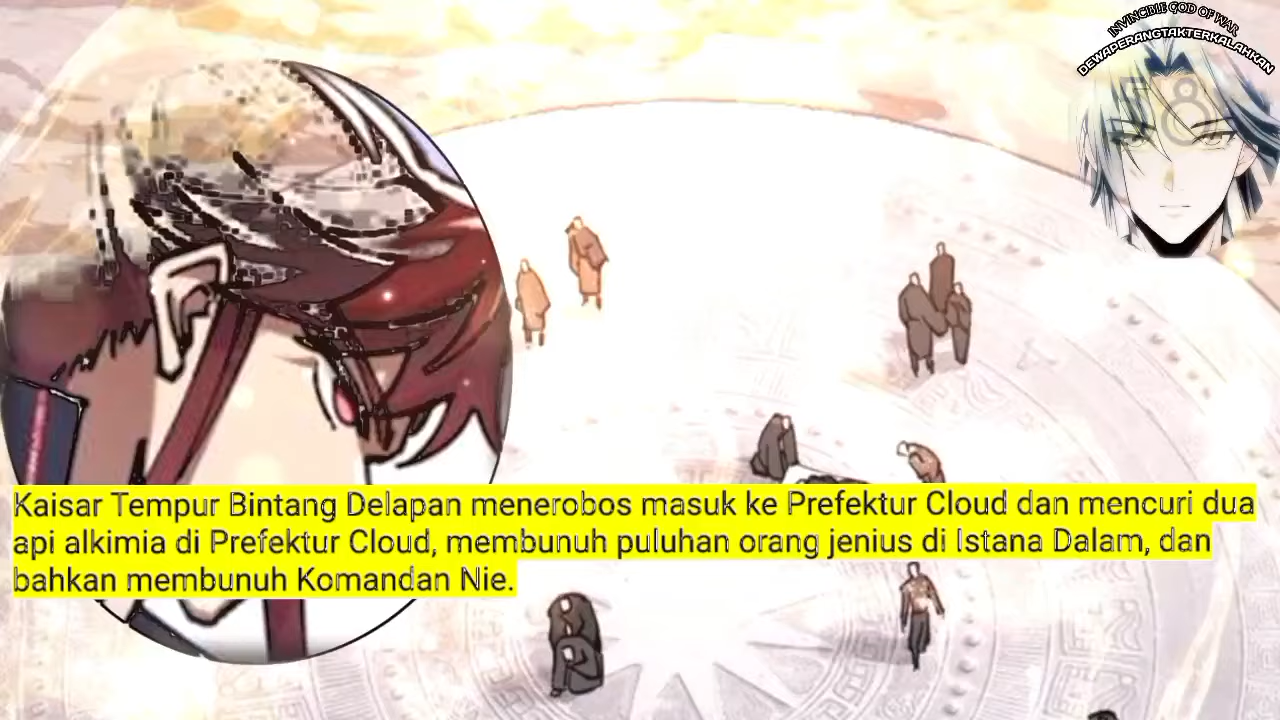 INVINCIBLE GOD OF WAR
DEWAPERANGTAKTERKALAHKAN
Kaisar Tempur Bintang Delapan menerobos masuk ke Prefektur Cloud dan mencuri dua
api alkimia di Prefektur Cloud, membunuh puluhan orang jenius di Istana Dalam, dan
bahkan membunuh Komandan Nie.